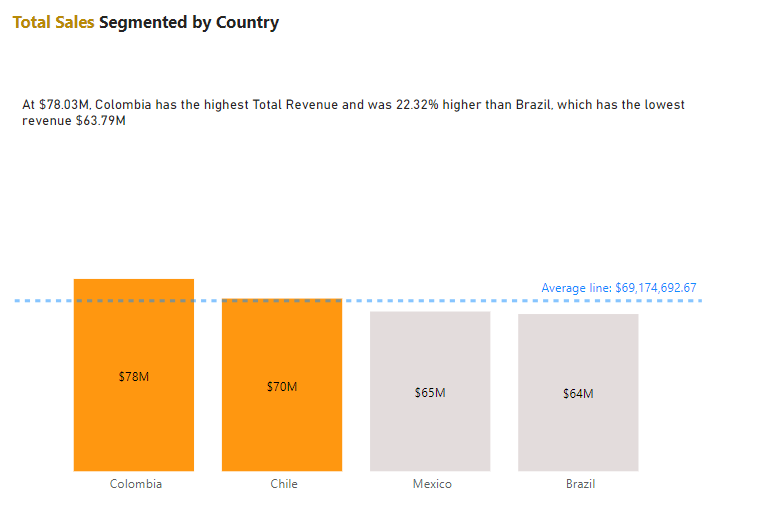 Total Sales Segmented by Country
At $78.03M, Colombia has the highest Total Revenue and was 22.32% higher than Brazil, which has the lowest
revenue $63.79M
Average line: $69,174,692.67
$78M
$70M
$65M
$64M
Colombia
Chile
Mexico
Brazil